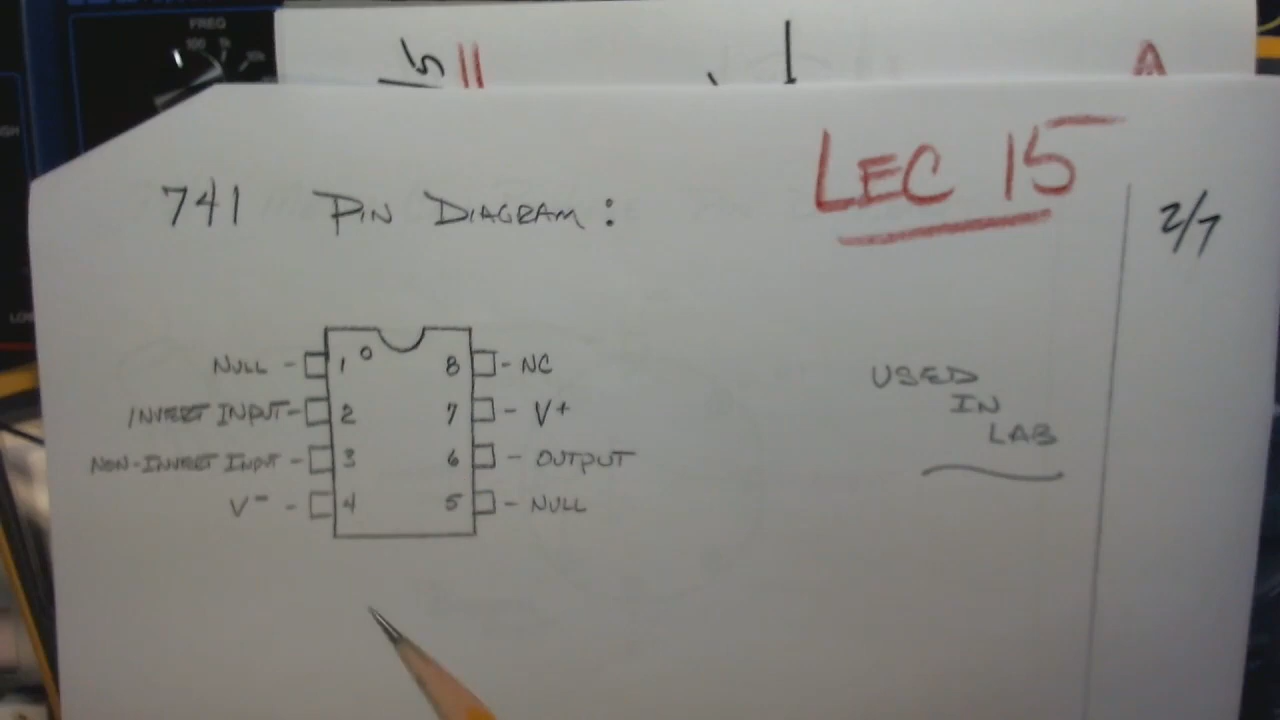 FREQ
LEC 15
741 PIN DIAGRAM:
2/7
NULL - 1 8 - NC
INVERT INPUT - 2 7 - V+
NON-INVERT INPUT - 3 6 - OUTPUT
V- - 4 5 - NULL
USED
IN
LAB